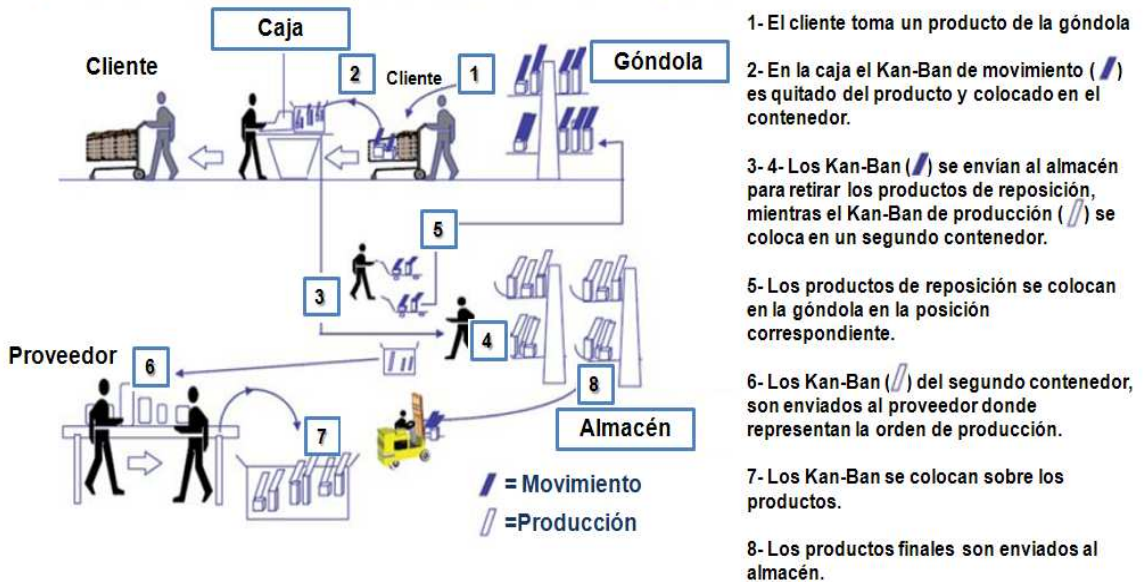 Caja
Cliente
2
Cliente
1
Góndola
5
3
4
Proveedor
6
8
7
Almacén
= Movimiento
=Producción
1- El cliente toma un producto de la góndola
2- En la caja el Kan-Ban de movimiento ( )
es quitado del producto y colocado en el
contenedor.
3- 4- Los Kan-Ban ( ) se envían al almacén
para retirar los productos de reposición,
mientras el Kan-Ban de producción ( ) se
coloca en un segundo contenedor.
5- Los productos de reposición se colocan
en la góndola en la posición
correspondiente.
6- Los Kan-Ban ( ) del segundo contenedor,
son enviados al proveedor donde
representan la orden de producción.
7- Los Kan-Ban se colocan sobre los
productos.
8- Los productos finales son enviados al
almacén.